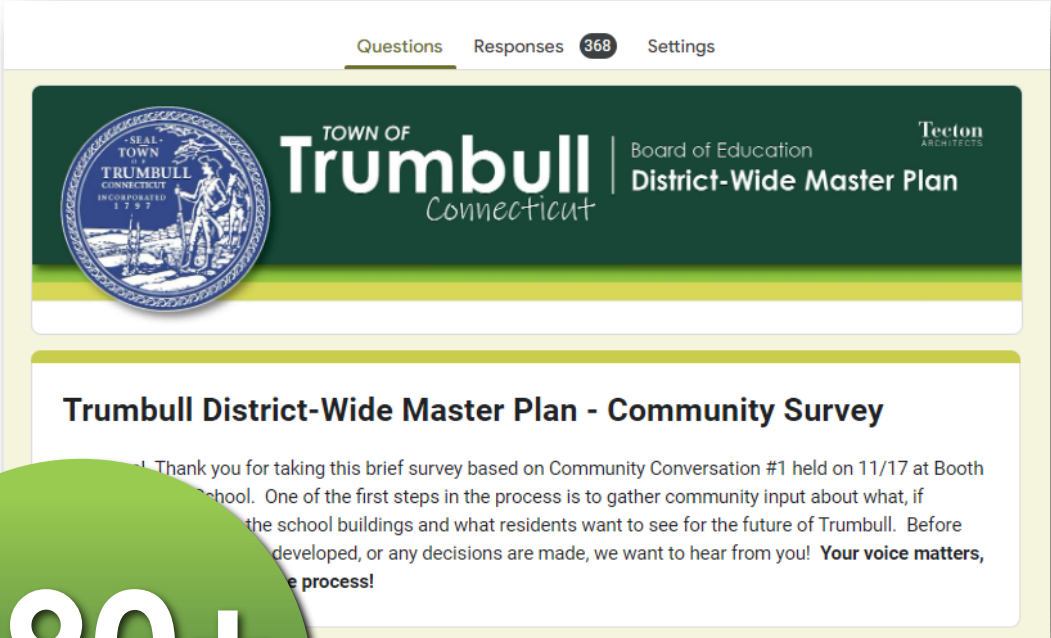 Questions Responses 368 Settings
· SEAL ·
TOWN
OF
TRUMBULL
CONNECTICUT
INCORPORATED
1797
TOWN OF
Trumbull
Connecticut
Board of Education
District-Wide Master Plan
Tecton
ARCHITECTS
Trumbull District-Wide Master Plan - Community Survey
Thank you for taking this brief survey based on Community Conversation #1 held on 11/17 at Booth
School. One of the first steps in the process is to gather community input about what, if
the school buildings and what residents want to see for the future of Trumbull. Before
developed, or any decisions are made, we want to hear from you! Your voice matters,
process!